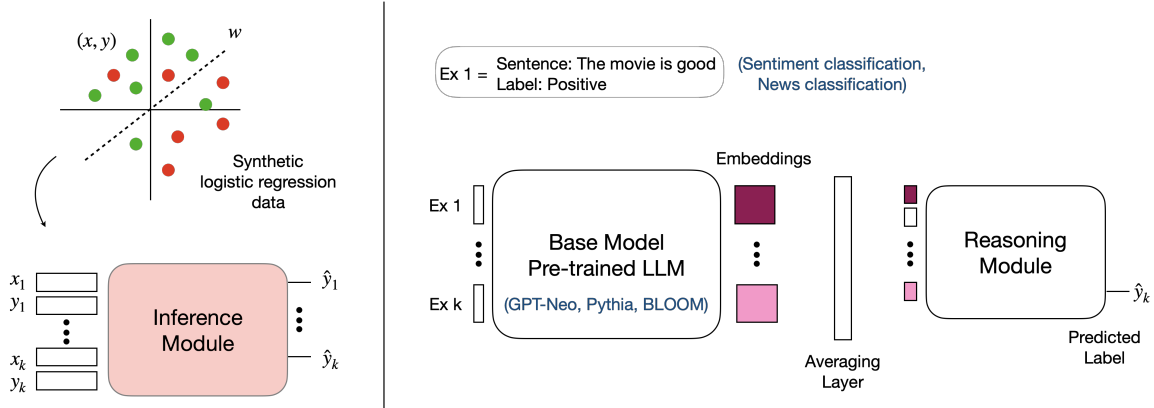 (x, y)
w
Synthetic
logistic regression
data
x₁
y₁
xₖ
yₖ
Inference
Module
ŷ₁
ŷₖ
Ex 1 =
Sentence: The movie is good
Label: Positive
(Sentiment classification,
News classification)
Embeddings
Ex 1
Ex k
Base Model
Pre-trained LLM
(GPT-Neo, Pythia, BLOOM)
Averaging
Layer
Reasoning
Module
ŷₖ
Predicted
Label